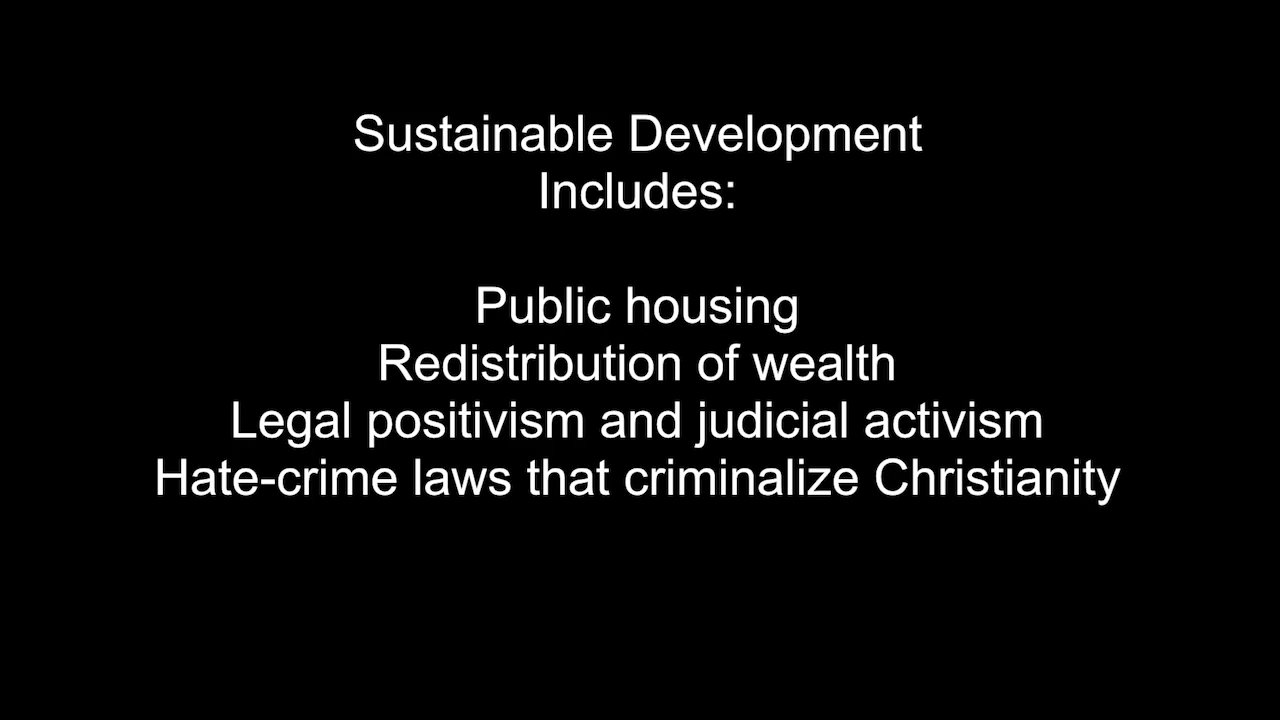 Sustainable Development
Includes:
Public housing
Redistribution of wealth
Legal positivism and judicial activism
Hate-crime laws that criminalize Christianity